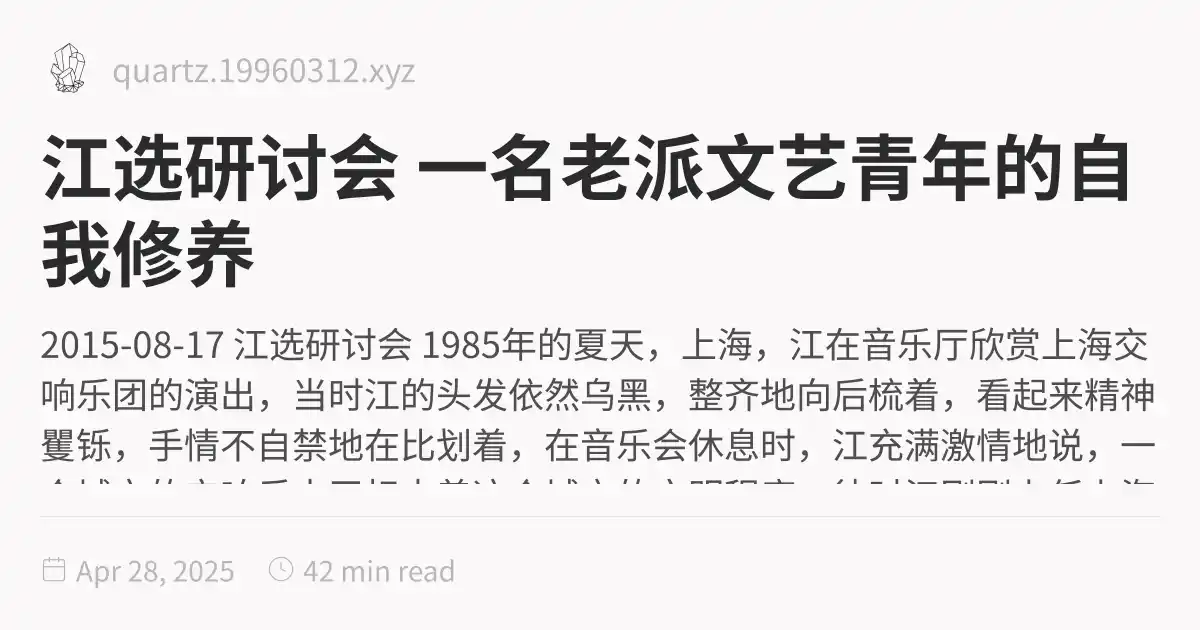 quartz.19960312.xyz
江选研讨会 一名老派文艺青年的自
我修养
2015-08-17 江选研讨会 1985年的夏天，上海，江在音乐厅欣赏上海交
响乐团的演出，当时江的头发依然乌黑，整齐地向后梳着，看起来精神
矍铄，手情不自禁地在比划着，在音乐会休息时，江充满激情地说，一
Apr 28, 2025
42 min read